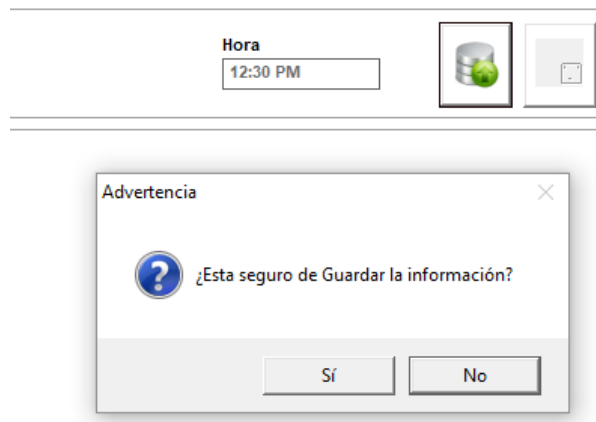 Hora
12:30 PM
Advertencia
¿Esta seguro de Guardar la información?
Sí
No